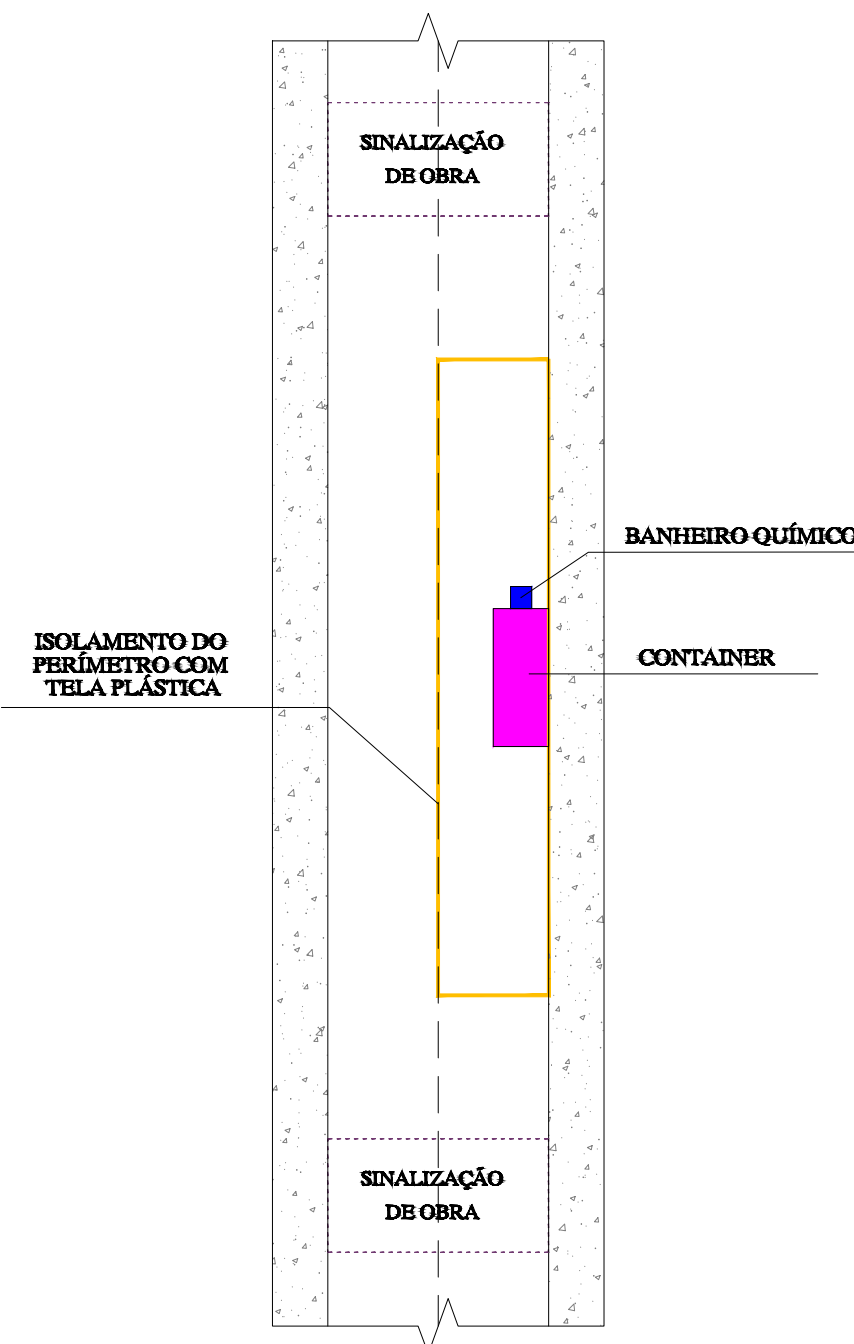 SINALIZAÇÃO
DE OBRA
BANHEIRO QUÍMICO
ISOLAMENTO DO
PERÍMETRO COM
TELA PLÁSTICA
CONTAINER
SINALIZAÇÃO
DE OBRA